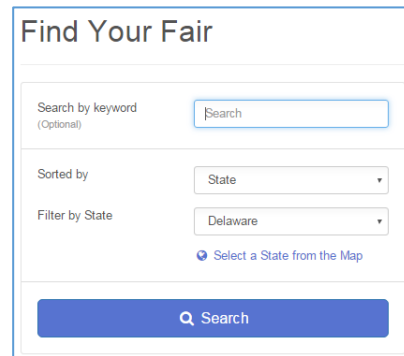 Find Your Fair
Search by keyword
(Optional)
Search
Sorted by
State
Filter by State
Delaware
Select a State from the Map
Search